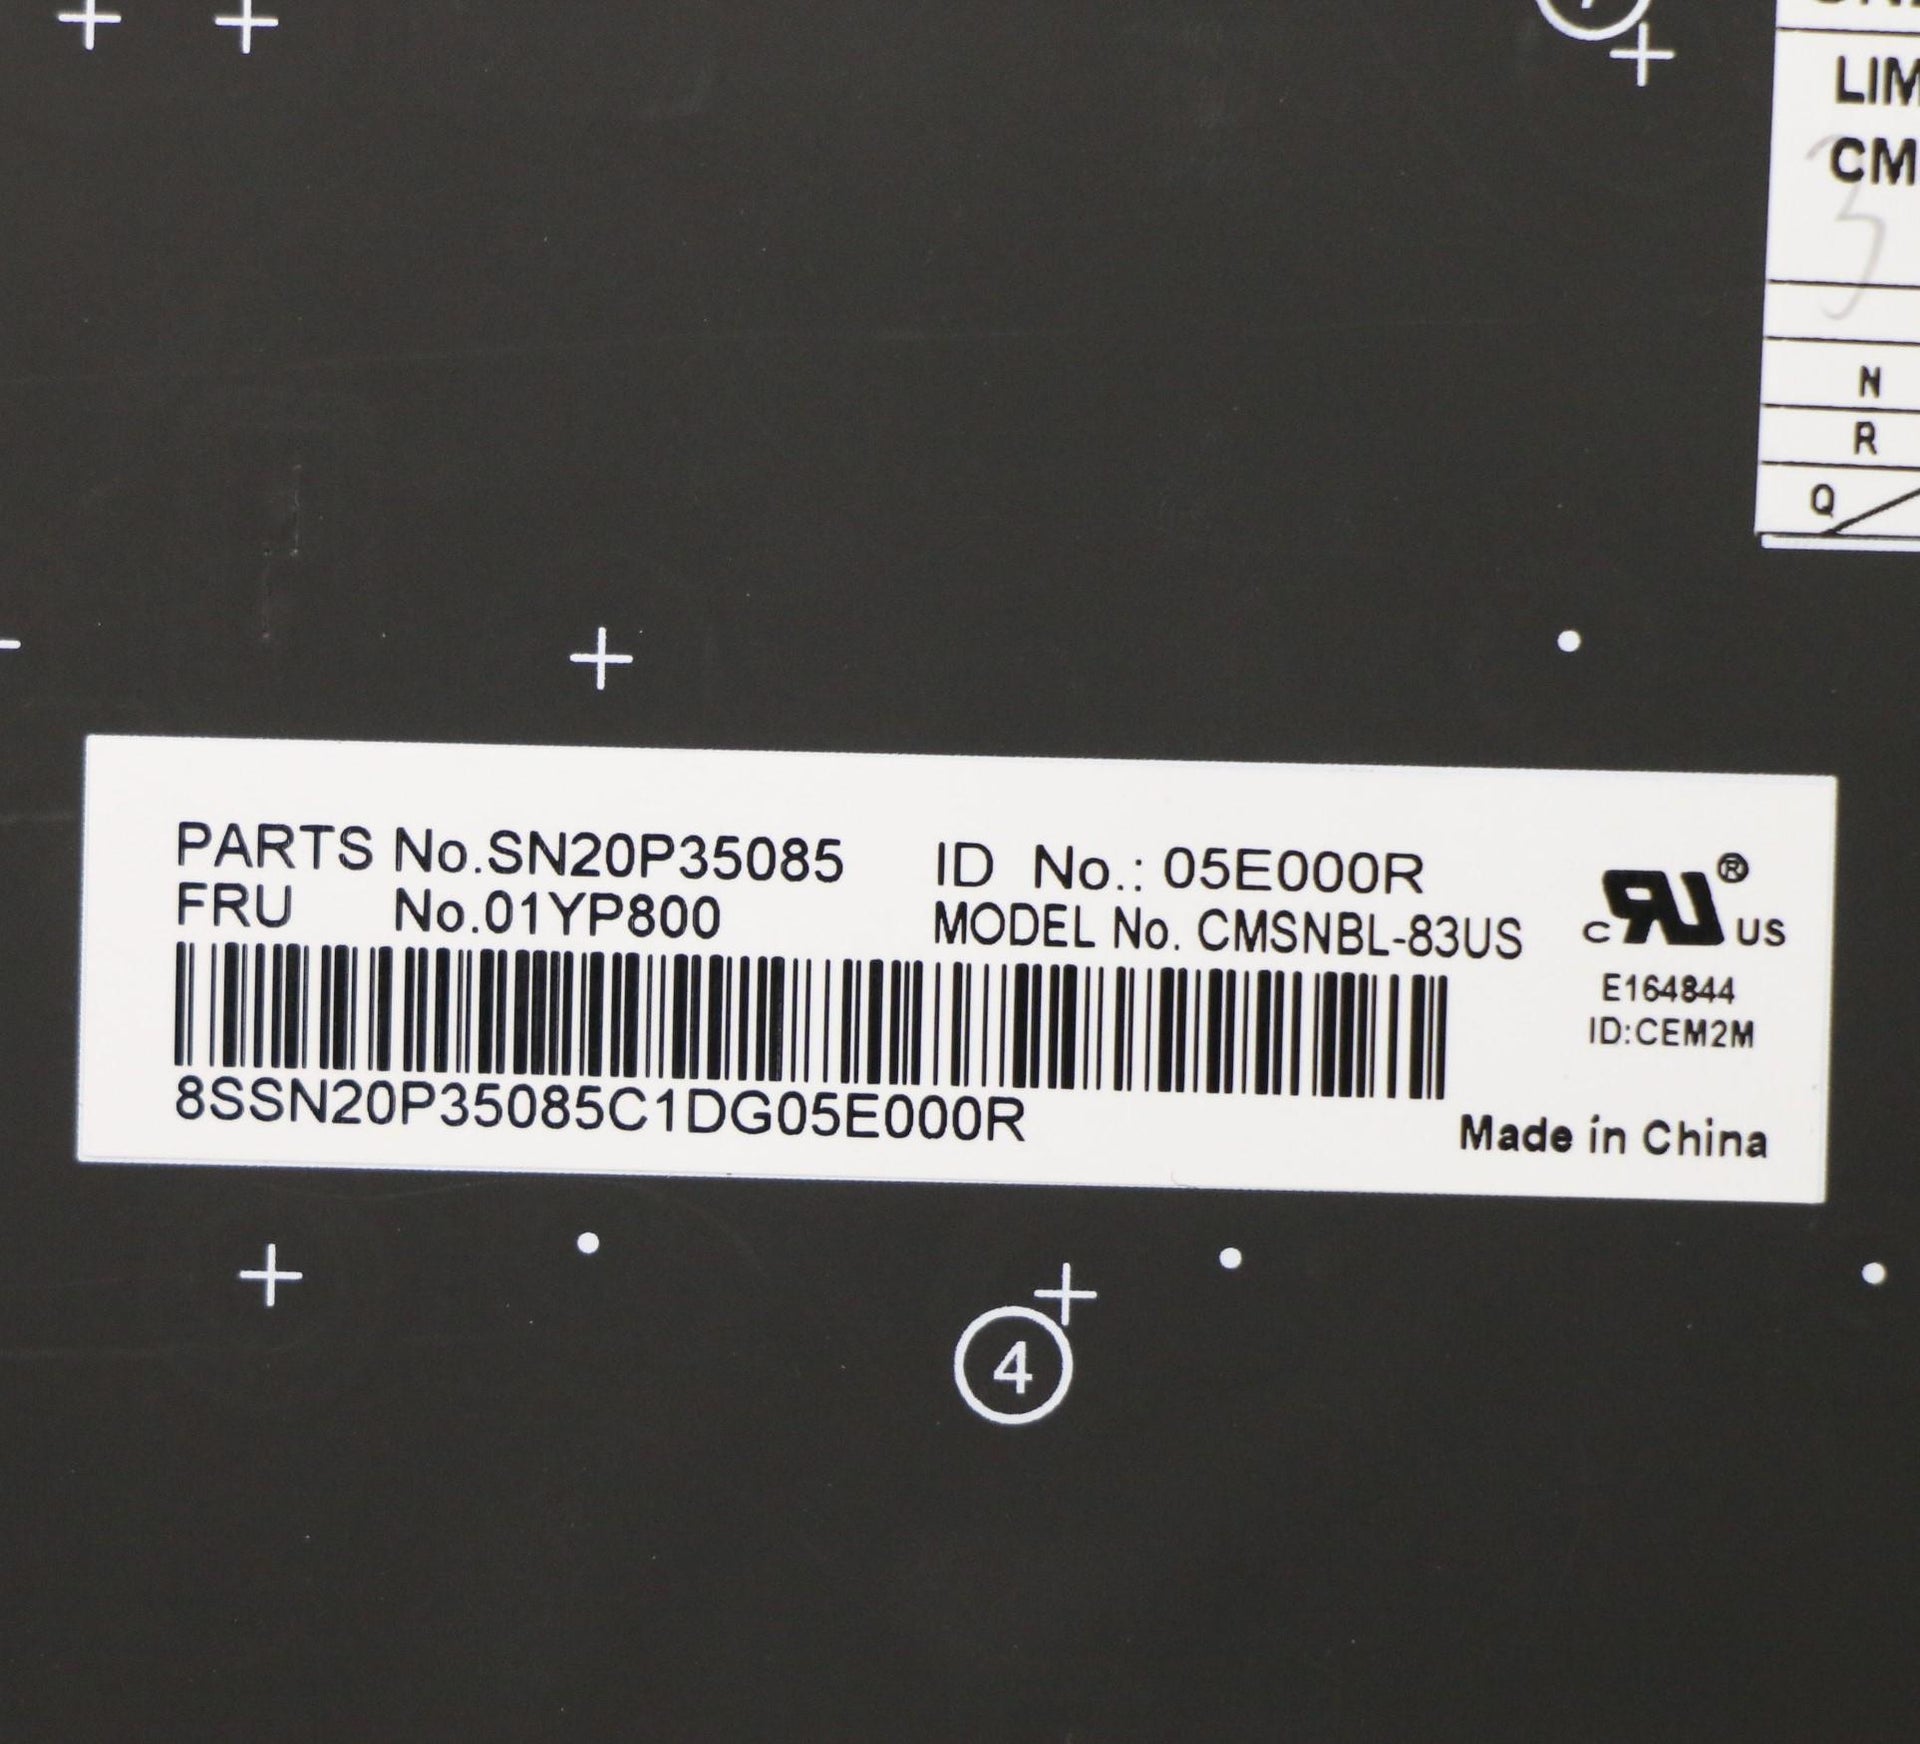 LIM
CM
N
R
Q
PARTS No.SN20P35085 ID No.: 05E000R
FRU No.01YP800 MODEL No. CMSNBL-83US
c RU ® US
E164844
ID:CEM2M
8SSN20P35085C1DG05E000R
Made in China
4